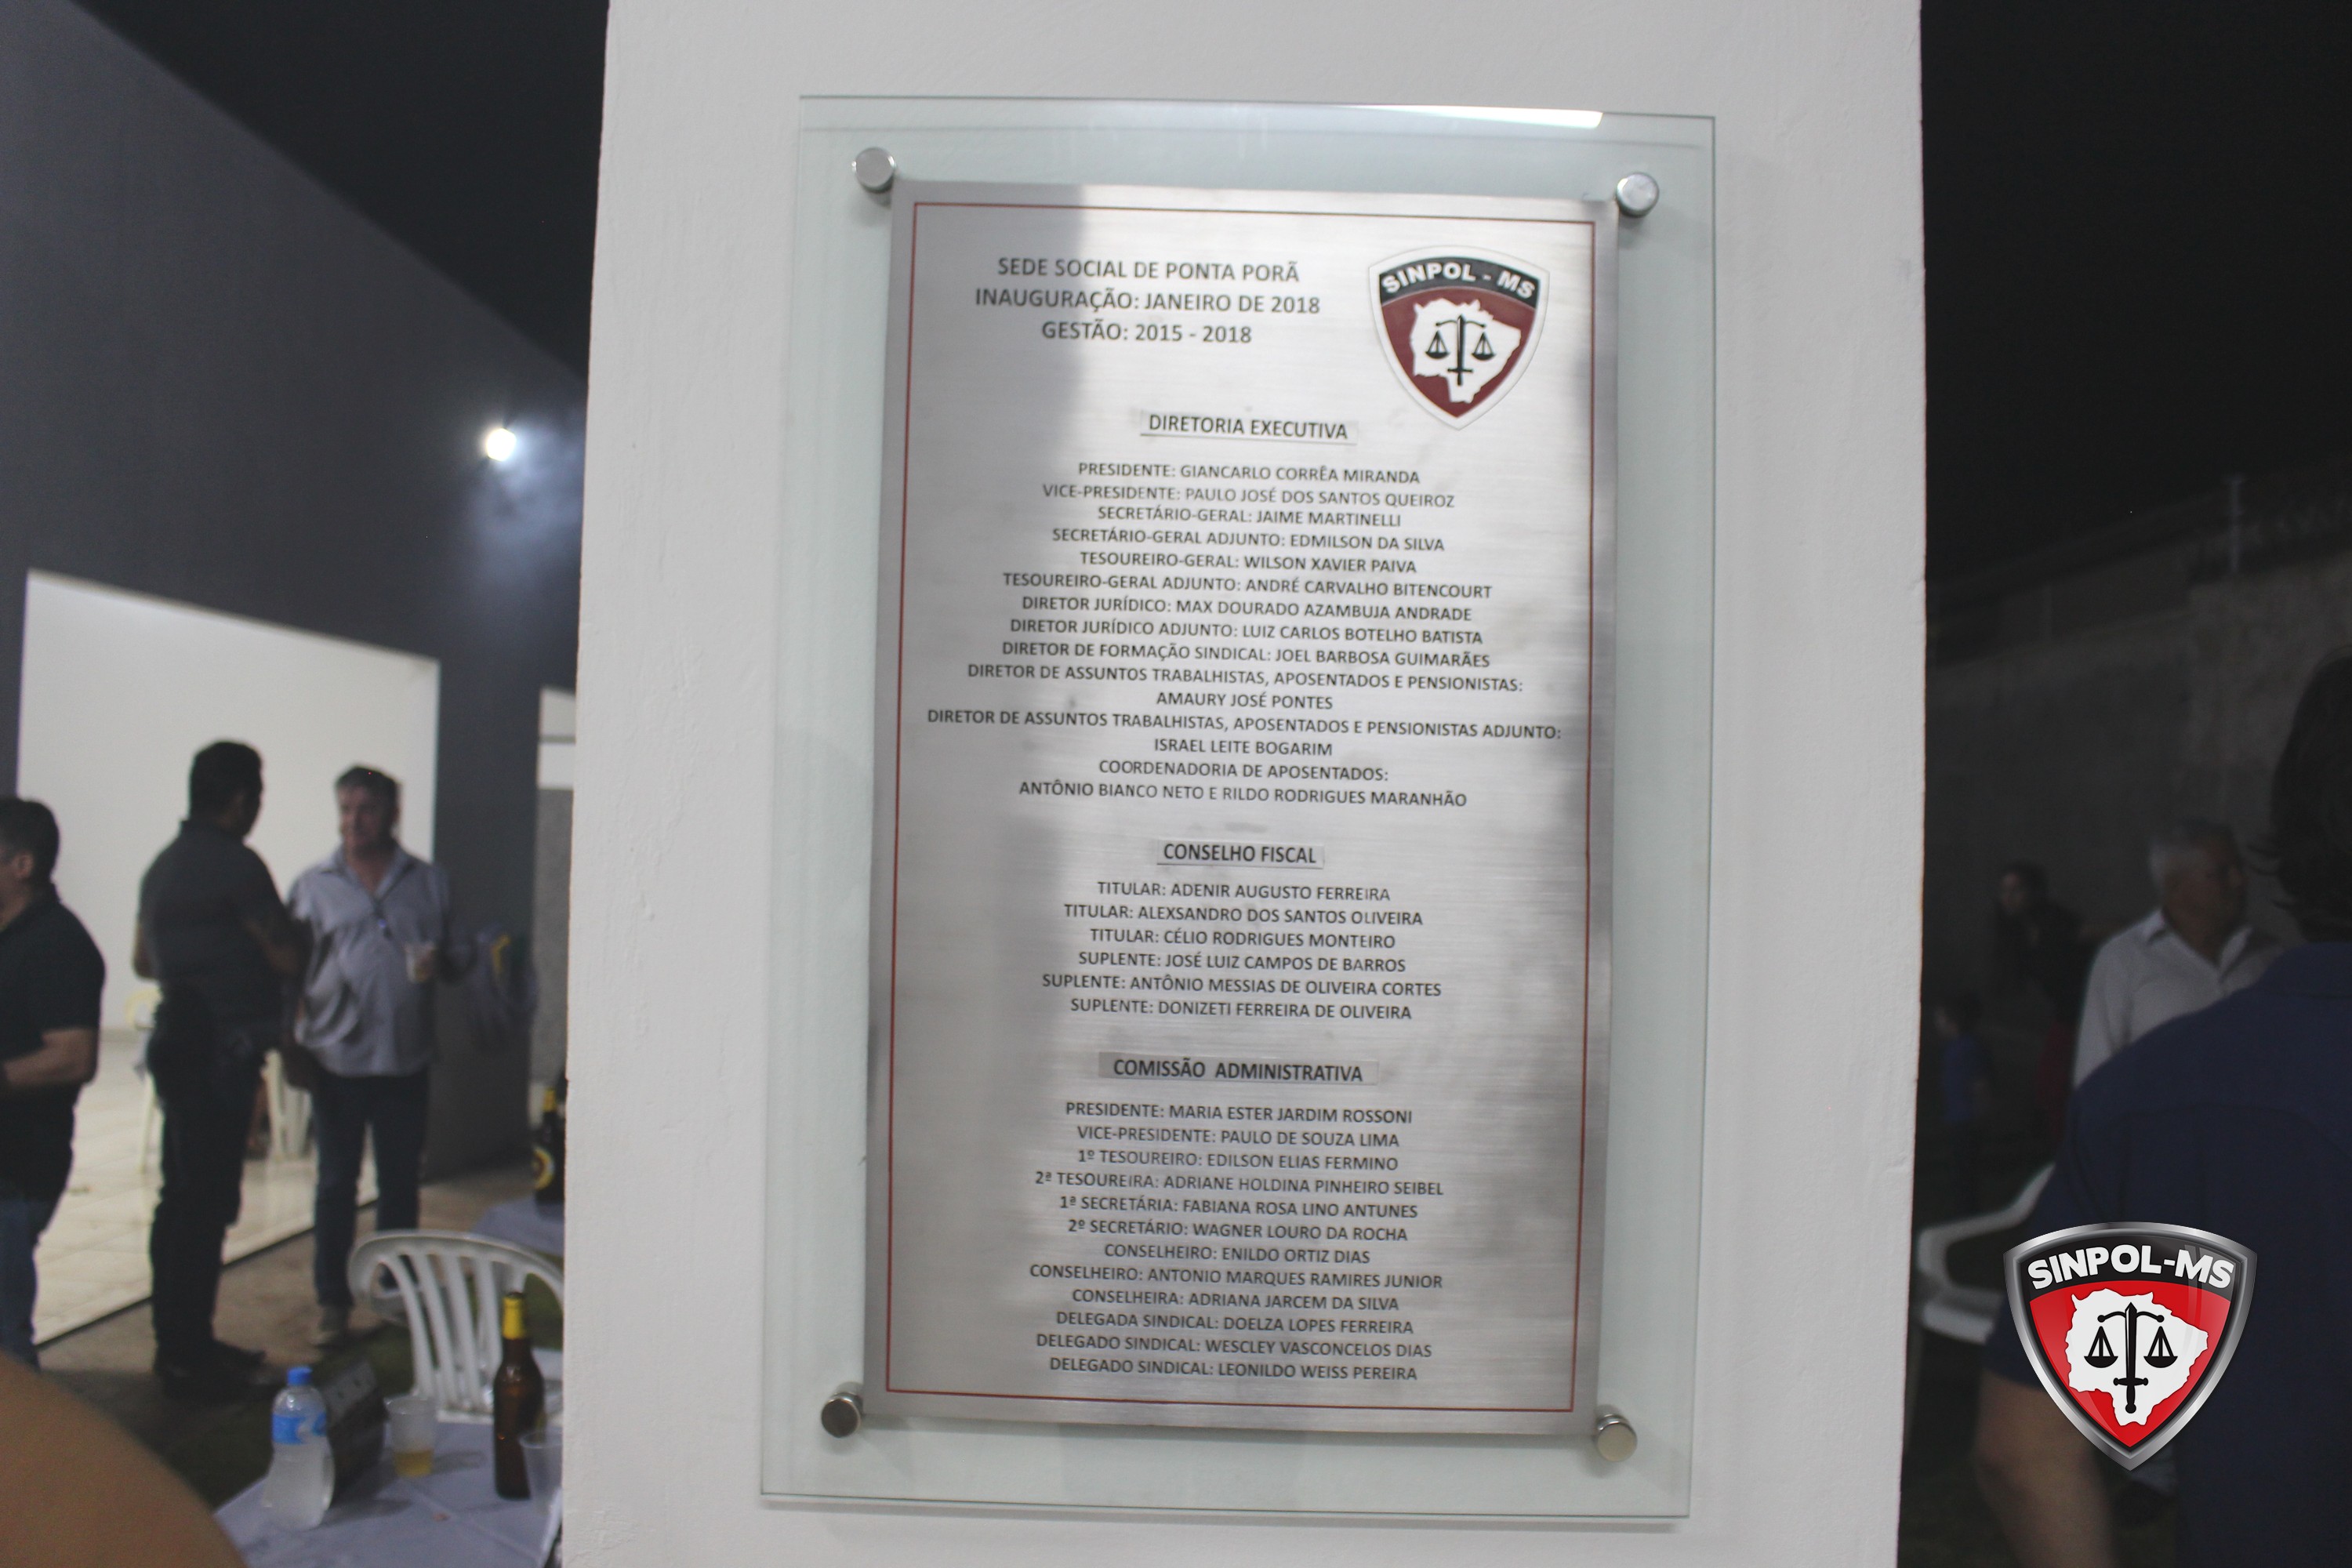 SEDE SOCIAL DE PONTA PORÃ
INAUGURAÇÃO: JANEIRO DE 2018
GESTÃO: 2015 - 2018
SINPOL - MS
DIRETORIA EXECUTIVA
PRESIDENTE: GIANCARLO CORRÊA MIRANDA
VICE-PRESIDENTE: PAULO JOSÉ DOS SANTOS QUEIROZ
SECRETÁRIO-GERAL: JAIME MARTINELLI
SECRETÁRIO-GERAL ADJUNTO: EDMILSON DA SILVA
TESOUREIRO-GERAL: WILSON XAVIER PAIVA
TESOUREIRO-GERAL ADJUNTO: ANDRÉ CARVALHO BITENCOURT
DIRETOR JURÍDICO: MAX DOURADO AZAMBUJA ANDRADE
DIRETOR JURÍDICO ADJUNTO: LUIZ CARLOS BOTELHO BATISTA
DIRETOR DE FORMAÇÃO SINDICAL: JOEL BARBOSA GUIMARÃES
DIRETOR DE ASSUNTOS TRABALHISTAS, APOSENTADOS E PENSIONISTAS:
AMAURY JOSÉ PONTES
DIRETOR DE ASSUNTOS TRABALHISTAS, APOSENTADOS E PENSIONISTAS ADJUNTO:
ISRAEL LEITE BOGARIM
COORDENADORIA DE APOSENTADOS:
ANTÔNIO BIANCO NETO E RILDO RODRIGUES MARANHÃO
CONSELHO FISCAL
TITULAR: ADENIR AUGUSTO FERREIRA
TITULAR: ALEXSANDRO DOS SANTOS OLIVEIRA
TITULAR: CÉLIO RODRIGUES MONTEIRO
SUPLENTE: JOSÉ LUIZ CAMPOS DE BARROS
SUPLENTE: ANTÔNIO MESSIAS DE OLIVEIRA CORTES
SUPLENTE: DONIZETI FERREIRA DE OLIVEIRA
COMISSÃO ADMINISTRATIVA
PRESIDENTE: MARIA ESTER JARDIM ROSSONI
VICE-PRESIDENTE: PAULO DE SOUZA LIMA
1º TESOUREIRO: EDILSON ELIAS FERMINO
2ª TESOUREIRA: ADRIANE HOLDINA PINHEIRO SEIBEL
1ª SECRETÁRIA: FABIANA ROSA LINO ANTUNES
2º SECRETÁRIO: WAGNER LOURO DA ROCHA
CONSELHEIRO: ENILDO ORTIZ DIAS
CONSELHEIRO: ANTONIO MARQUES RAMIRES JUNIOR
CONSELHEIRA: ADRIANA JARCEM DA SILVA
DELEGADA SINDICAL: DOELZA LOPES FERREIRA
DELEGADO SINDICAL: WESCLEY VASCONCELOS DIAS
DELEGADO SINDICAL: LEONILDO WEISS PEREIRA
SINPOL-MS